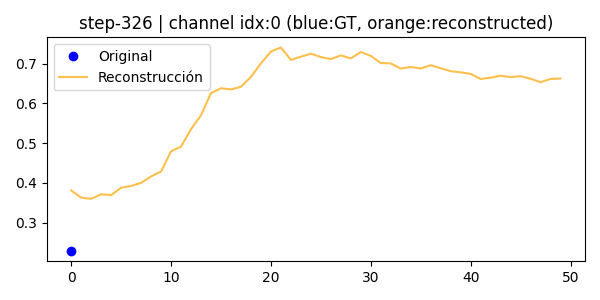 step-326 | channel idx:0 (blue:GT, orange:reconstructed)
Original
Reconstrucción
0.7
0.6
0.5
0.4
0.3
0 10 20 30 40 50